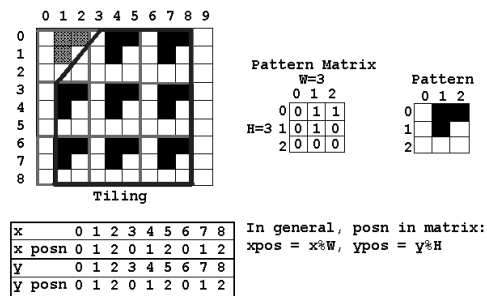 0 1 2 3 4 5 6 7 8 9
0
1
2
3
4
5
6
7
8
Tiling
Pattern Matrix
W=3
0 1 2
0 0 1 1
H=3 1 0 1 0
2 0 0 0
Pattern
0 1 2
0
1
2
x 0 1 2 3 4 5 6 7 8
x posn 0 1 2 0 1 2 0 1 2
y 0 1 2 3 4 5 6 7 8
y posn 0 1 2 0 1 2 0 1 2
In general, posn in matrix:
xpos = x%W, ypos = y%H